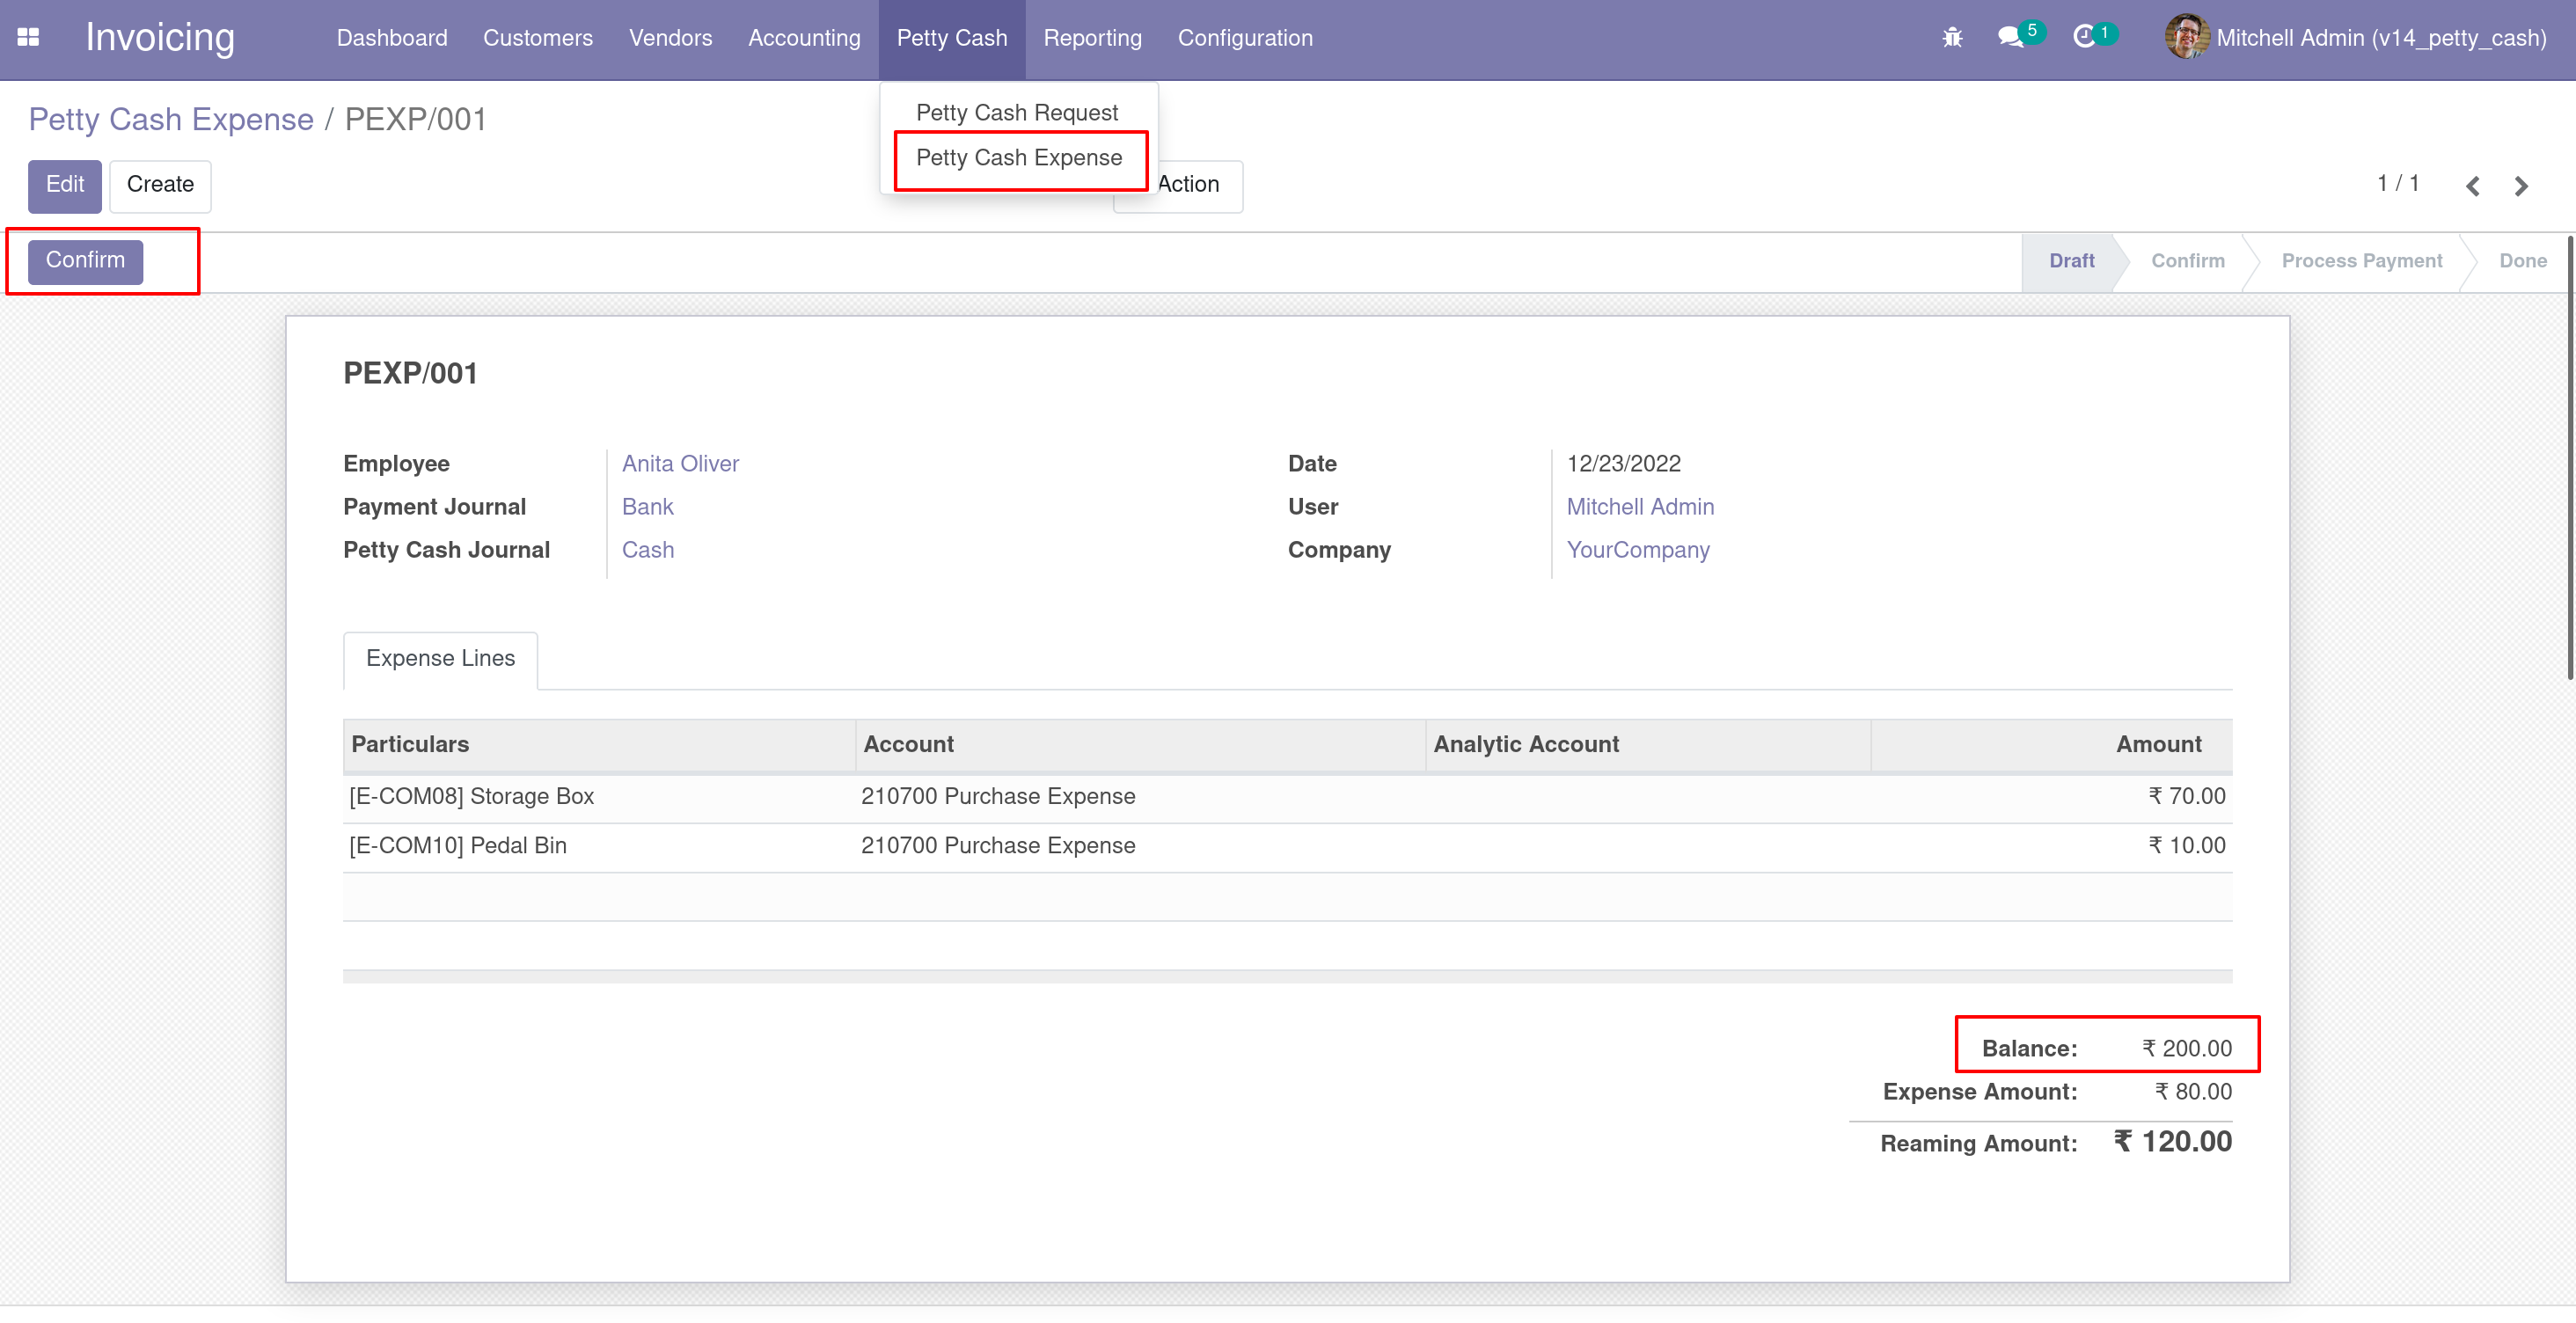 Invoicing Dashboard Customers Vendors Accounting Petty Cash Reporting Configuration 5 1 Mitchell Admin (v14_petty_cash)
Petty Cash Request
Petty Cash Expense
Petty Cash Expense / PEXP/001
Edit Create Action 1 / 1
Confirm Draft Confirm Process Payment Done
PEXP/001
Employee Anita Oliver Date 12/23/2022
Payment Journal Bank User Mitchell Admin
Petty Cash Journal Cash Company YourCompany
Expense Lines
Particulars Account Analytic Account Amount
[E-COM08] Storage Box 210700 Purchase Expense ₹ 70.00
[E-COM10] Pedal Bin 210700 Purchase Expense ₹ 10.00
Balance: ₹ 200.00
Expense Amount: ₹ 80.00
Reaming Amount: ₹ 120.00